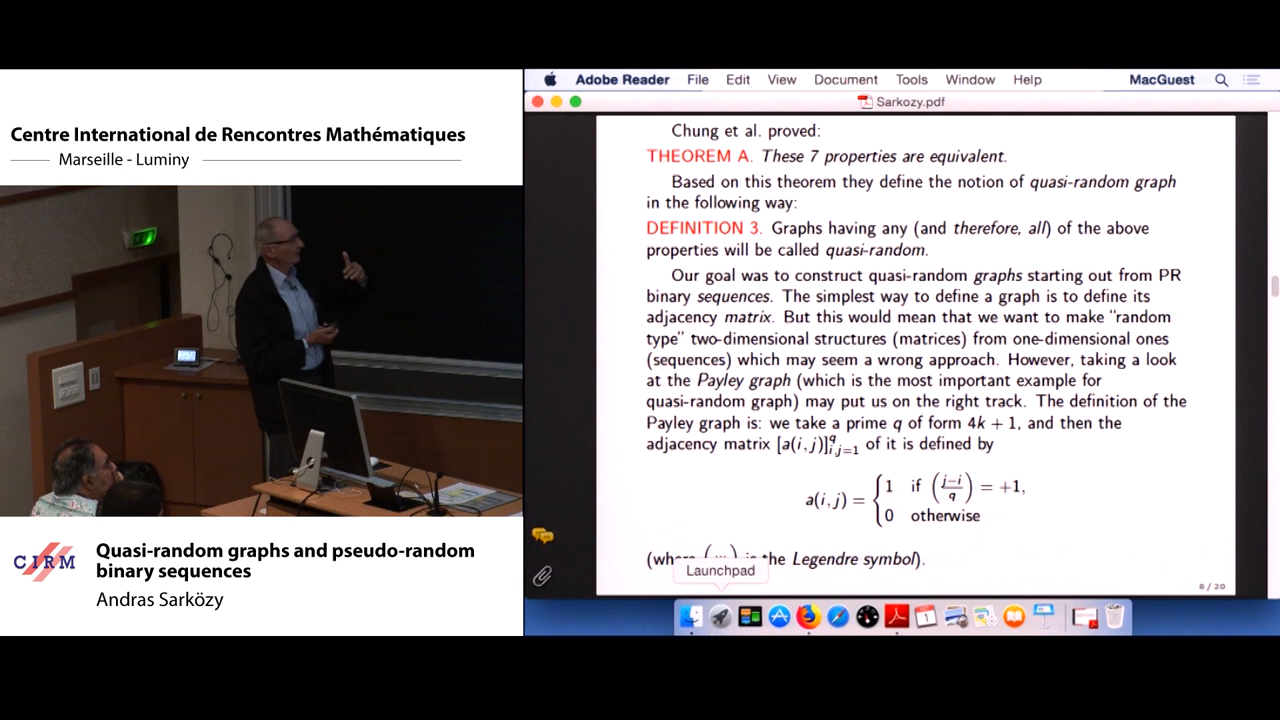 Centre International de Rencontres Mathématiques
Marseille - Luminy
CIRM
Quasi-random graphs and pseudo-random
binary sequences
Andras Sarközy
Adobe Reader File Edit View Document Tools Window Help MacGuest
Sarkozy.pdf
Chung et al. proved:
THEOREM A. These 7 properties are equivalent.
Based on this theorem they define the notion of quasi-random graph
in the following way:
DEFINITION 3. Graphs having any (and therefore, all) of the above
properties will be called quasi-random.
Our goal was to construct quasi-random graphs starting out from PR
binary sequences. The simplest way to define a graph is to define its
adjacency matrix. But this would mean that we want to make “random
type” two-dimensional structures (matrices) from one-dimensional ones
(sequences) which may seem a wrong approach. However, taking a look
at the Payley graph (which is the most important example for
quasi-random graph) may put us on the right track. The definition of the
Payley graph is: we take a prime q of form 4k + 1, and then the
adjacency matrix [a(i, j)]^q_{i,j=1} of it is defined by
a(i, j) = { 1 if ((j−i)/q) = +1,
0 otherwise
(where (...) is the Legendre symbol).
Launchpad
8 / 20